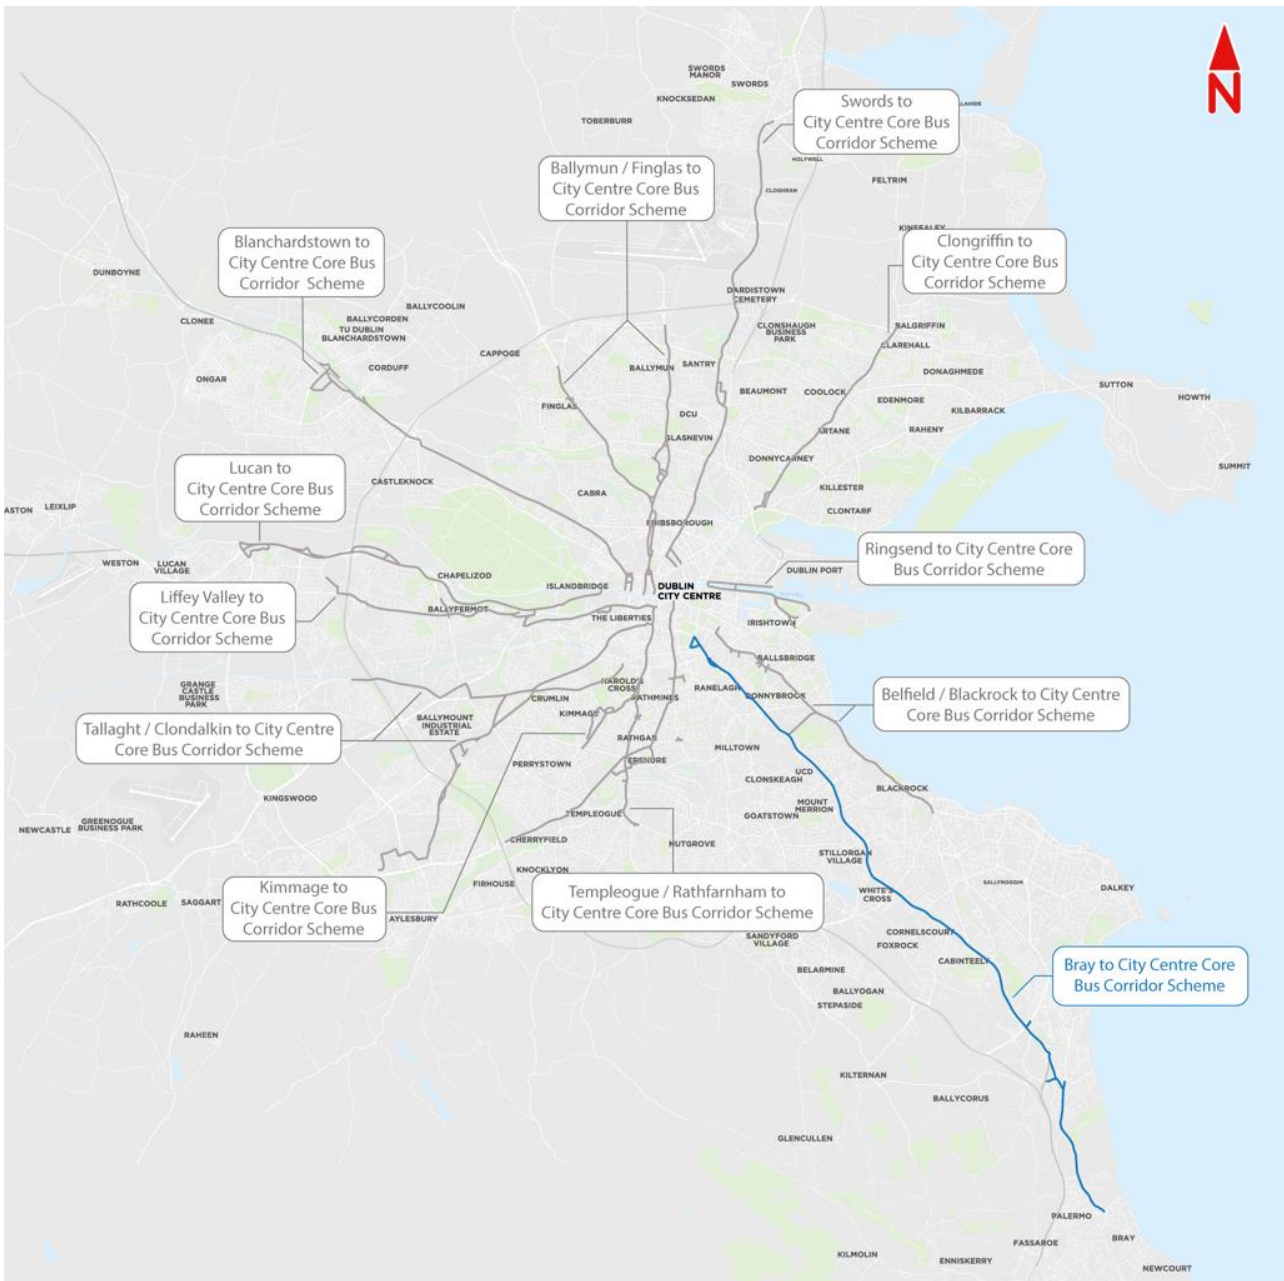 SWORDS
MANOR
SWORDS
KNOCKSEDAN
TOBERBURR
N
Swords to
City Centre Core Bus
Corridor Scheme
LAHIDE
HOLYWELL
FELTRIM
CLOGHRAN
Ballymun / Finglas to
City Centre Core Bus
Corridor Scheme
KINSEALEY
Clongriffin to
City Centre Core Bus
Corridor Scheme
Blanchardstown to
City Centre Core Bus
Corridor Scheme
DUNBOYNE
DARDISTOWN
CEMETERY
BALLYCOOLIN
BALLYCORDEN
TU DUBLIN
BLANCHARDSTOWN
CLONEE
CLONSHAUGH
BUSINESS
PARK
BALGRIFFIN
CLAREHALL
CAPPOGE
CORDUFF
ONGAR
BALLYMUN
SANTRY
DONAGHMEDE
SUTTON
HOWTH
BEAUMONT
COOLOCK
EDENMORE
KILBARRACK
FINGLAS
DCU
GLASNEVIN
ARTANE
RAHENY
SUMMIT
DONNYCARNEY
Lucan to
City Centre Core Bus
Corridor Scheme
CASTLEKNOCK
CABRA
KILLESTER
CLONTARF
ASTON
LEIXLIP
PHIBSBOROUGH
Ringsend to City Centre Core
Bus Corridor Scheme
WESTON
LUCAN
VILLAGE
CHAPELIZOD
ISLANDBRIDGE
DUBLIN
CITY CENTRE
DUBLIN PORT
Liffey Valley to
City Centre Core Bus
Corridor Scheme
BALLYFERMOT
THE LIBERTIES
IRISHTOWN
BALLSBRIDGE
GRANGE
CASTLE
BUSINESS
PARK
HAROLD'S
CROSS
RATHMINES
RANELAGH
DONNYBROOK
CRUMLIN
KIMMAGE
Belfield / Blackrock to City Centre
Core Bus Corridor Scheme
Tallaght / Clondalkin to City Centre
Core Bus Corridor Scheme
BALLYMOUNT
INDUSTRIAL
ESTATE
RATHGAR
MILLTOWN
TERENURE
PERRYSTOWN
UCD
CLONSKEAGH
BLACKROCK
KINGSWOOD
MOUNT
MERRION
GOATSTOWN
TEMPLEOGUE
GREENOGUE
BUSINESS PARK
NEWCASTLE
CHERRYFIELD
NUTGROVE
STILLORGAN
VILLAGE
KNOCKLYON
FIRHOUSE
SALLYNOGGIN
DALKEY
WHITE'S
CROSS
Kimmage to
City Centre Core Bus
Corridor Scheme
Templeogue / Rathfarnham to
City Centre Core Bus Corridor Scheme
RATHCOOLE
SAGGART
AYLESBURY
SANDYFORD
VILLAGE
CORNELSCOURT
FOXROCK
CABINTEELY
Bray to City Centre Core
Bus Corridor Scheme
BELARMINE
BALLYOGAN
STEPASIDE
RAHEEN
KILTERNAN
BALLYCORUS
GLENCULLEN
PALERMO
FASSAROE
BRAY
KILMOLIN
ENNISKERRY
NEWCOURT